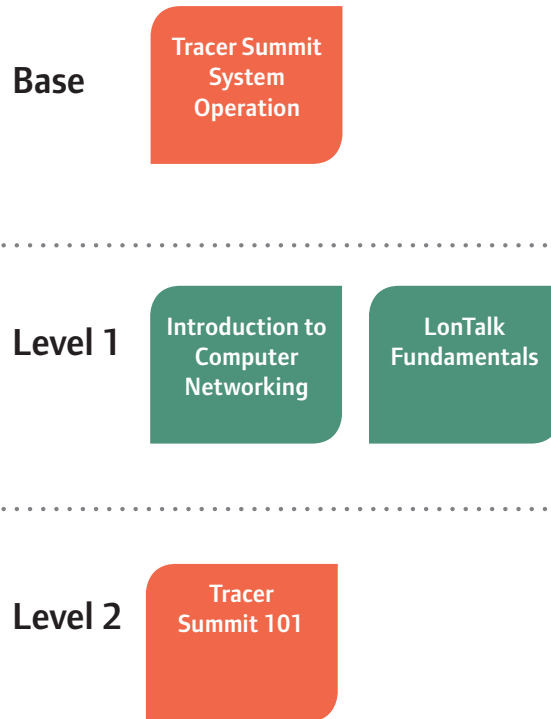 Base
Tracer Summit
System
Operation
Level 1
Introduction to
Computer
Networking
LonTalk
Fundamentals
Level 2
Tracer
Summit 101